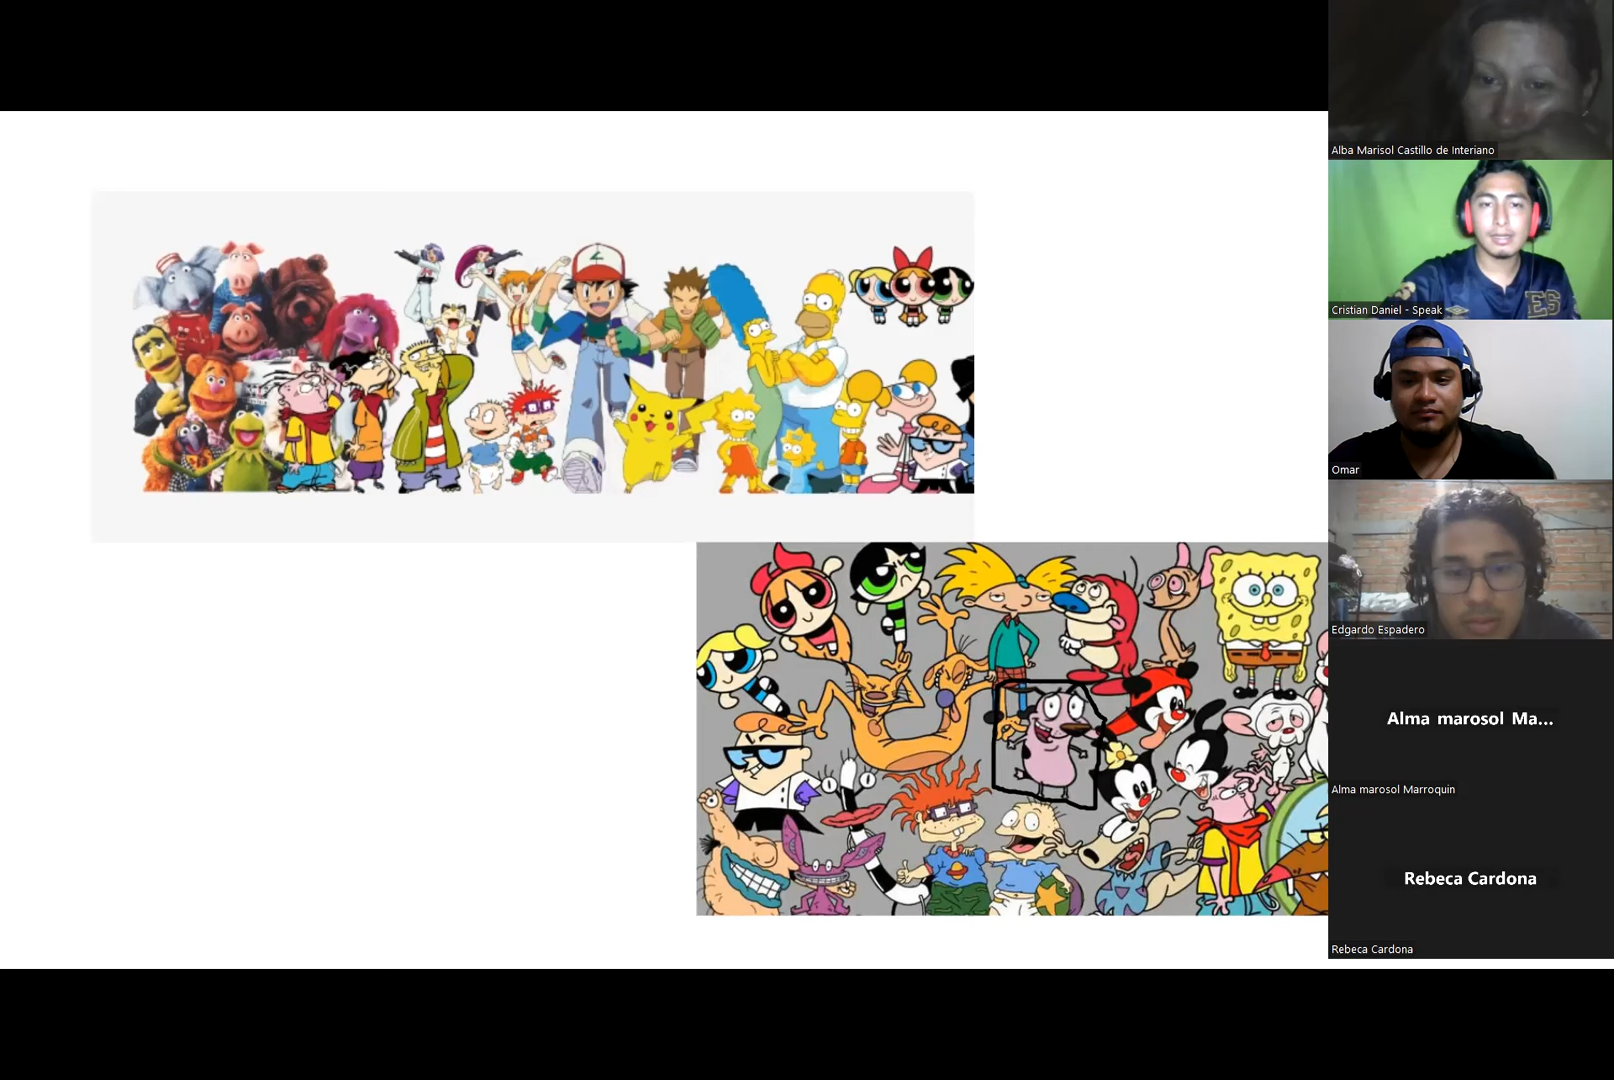 Alba Marisol Castillo de Interiano
Cristian Daniel - Speak
ES
Omar
Edgardo Espadero
Alma marosol Ma...
Alma marosol Marroquin
Rebeca Cardona
Rebeca Cardona